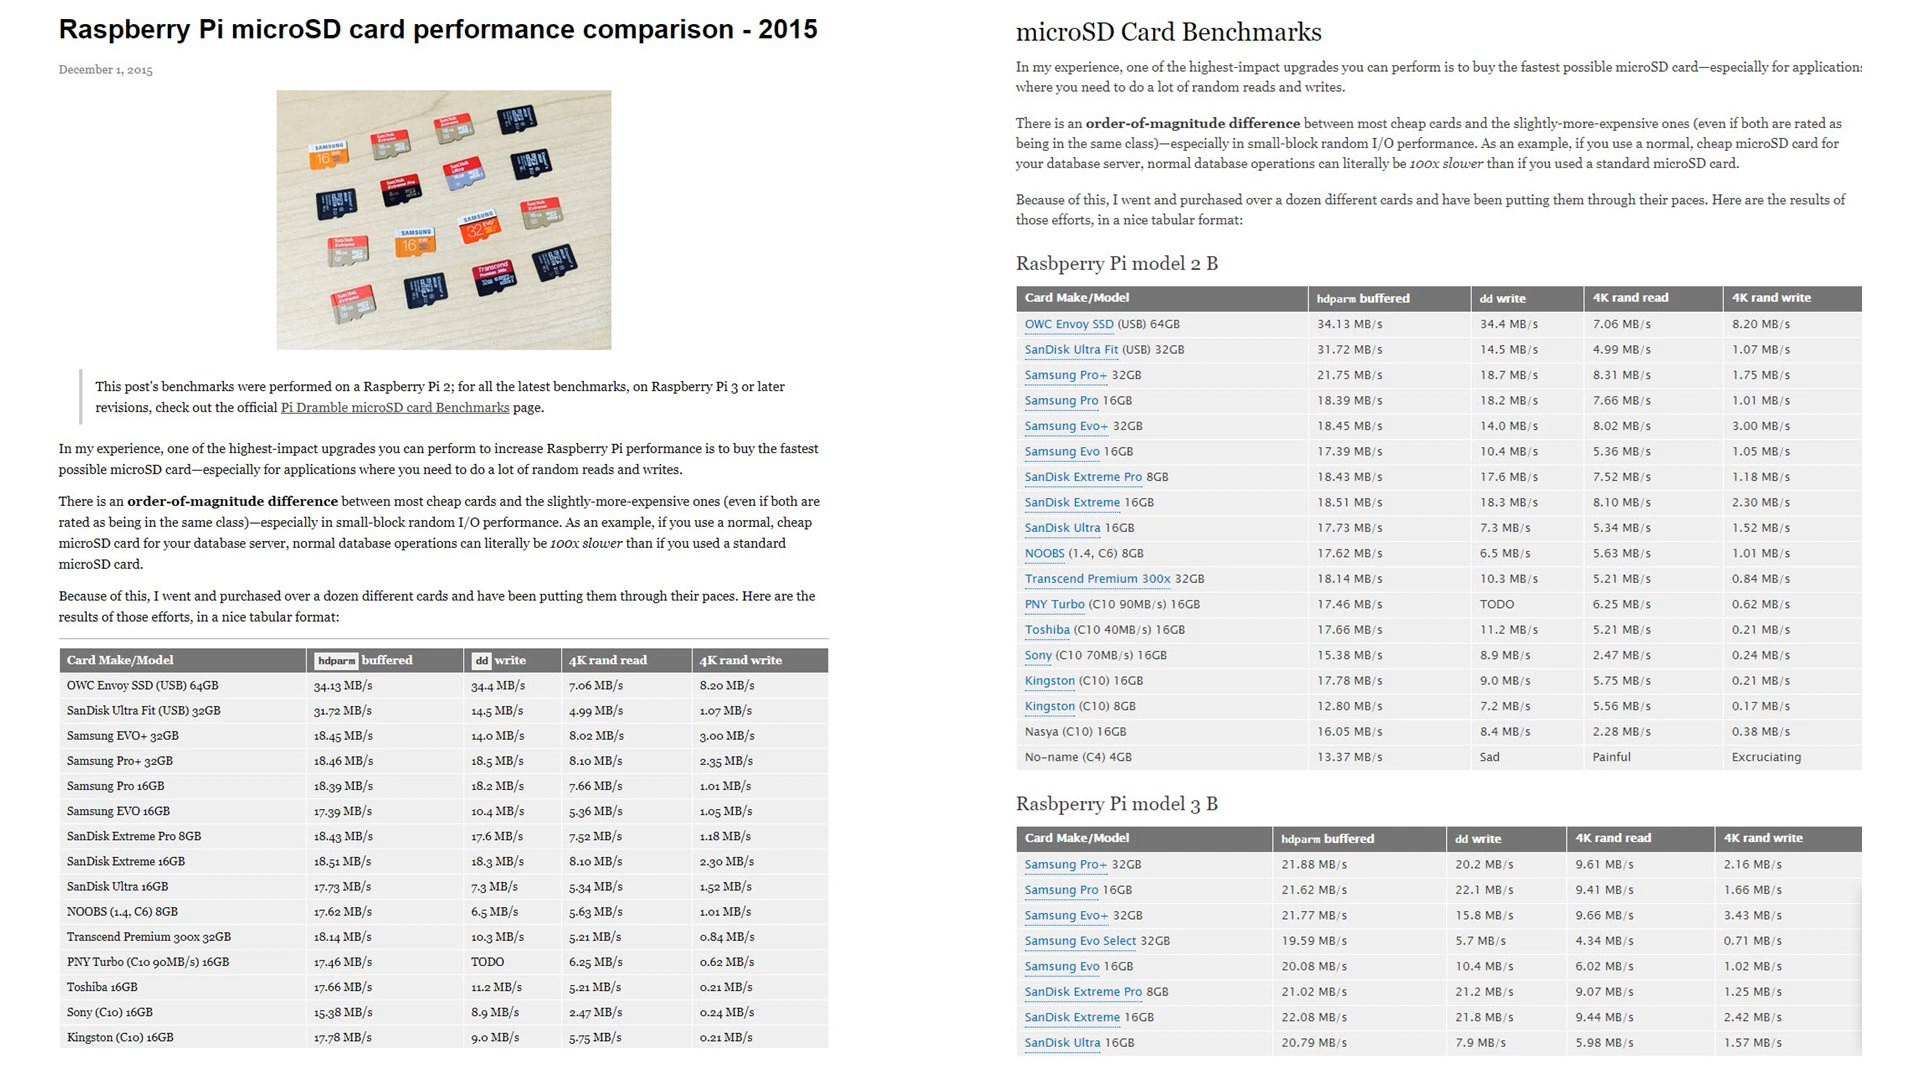 Raspberry Pi microSD card performance comparison - 2015
December 1, 2015
SAMSUNG
16
SanDisk
Extreme
SanDisk
Extreme
SanDisk
Extreme Pro
SanDisk
Ultra
SAMSUNG
16
SAMSUNG
32
SanDisk
Extreme
SanDisk
Extreme
SanDisk
Extreme
Transcend
This post's benchmarks were performed on a Raspberry Pi 2; for all the latest benchmarks, on Raspberry Pi 3 or later
revisions, check out the official Pi Dramble microSD card Benchmarks page.
In my experience, one of the highest-impact upgrades you can perform to increase Raspberry Pi performance is to buy the fastest
possible microSD card—especially for applications where you need to do a lot of random reads and writes.
There is an order-of-magnitude difference between most cheap cards and the slightly-more-expensive ones (even if both are
rated as being in the same class)—especially in small-block random I/O performance. As an example, if you use a normal, cheap
microSD card for your database server, normal database operations can literally be 100x slower than if you used a standard
microSD card.
Because of this, I went and purchased over a dozen different cards and have been putting them through their paces. Here are the
results of those efforts, in a nice tabular format:
Card Make/Model hdparm buffered dd write 4K rand read 4K rand write
OWC Envoy SSD (USB) 64GB 34.13 MB/s 34.4 MB/s 7.06 MB/s 8.20 MB/s
SanDisk Ultra Fit (USB) 32GB 31.72 MB/s 14.5 MB/s 4.99 MB/s 1.07 MB/s
Samsung EVO+ 32GB 18.45 MB/s 14.0 MB/s 8.02 MB/s 3.00 MB/s
Samsung Pro+ 32GB 18.46 MB/s 18.5 MB/s 8.10 MB/s 2.35 MB/s
Samsung Pro 16GB 18.39 MB/s 18.2 MB/s 7.66 MB/s 1.01 MB/s
Samsung EVO 16GB 17.39 MB/s 10.4 MB/s 5.36 MB/s 1.05 MB/s
SanDisk Extreme Pro 8GB 18.43 MB/s 17.6 MB/s 7.52 MB/s 1.18 MB/s
SanDisk Extreme 16GB 18.51 MB/s 18.3 MB/s 8.10 MB/s 2.30 MB/s
SanDisk Ultra 16GB 17.73 MB/s 7.3 MB/s 5.34 MB/s 1.52 MB/s
NOOBS (1.4, C6) 8GB 17.62 MB/s 6.5 MB/s 5.63 MB/s 1.01 MB/s
Transcend Premium 300x 32GB 18.14 MB/s 10.3 MB/s 5.21 MB/s 0.84 MB/s
PNY Turbo (C10 90MB/s) 16GB 17.46 MB/s TODO 6.25 MB/s 0.62 MB/s
Toshiba 16GB 17.66 MB/s 11.2 MB/s 5.21 MB/s 0.21 MB/s
Sony (C10) 16GB 15.38 MB/s 8.9 MB/s 2.47 MB/s 0.24 MB/s
Kingston (C10) 16GB 17.78 MB/s 9.0 MB/s 5.75 MB/s 0.21 MB/s
microSD Card Benchmarks
In my experience, one of the highest-impact upgrades you can perform is to buy the fastest possible microSD card—especially for applications
where you need to do a lot of random reads and writes.
There is an order-of-magnitude difference between most cheap cards and the slightly-more-expensive ones (even if both are rated as
being in the same class)—especially in small-block random I/O performance. As an example, if you use a normal, cheap microSD card for
your database server, normal database operations can literally be 100x slower than if you used a standard microSD card.
Because of this, I went and purchased over a dozen different cards and have been putting them through their paces. Here are the results of
those efforts, in a nice tabular format:
Rasbperry Pi model 2 B
Card Make/Model hdparm buffered dd write 4K rand read 4K rand write
OWC Envoy SSD (USB) 64GB 34.13 MB/s 34.4 MB/s 7.06 MB/s 8.20 MB/s
SanDisk Ultra Fit (USB) 32GB 31.72 MB/s 14.5 MB/s 4.99 MB/s 1.07 MB/s
Samsung Pro+ 32GB 21.75 MB/s 18.7 MB/s 8.31 MB/s 1.75 MB/s
Samsung Pro 16GB 18.39 MB/s 18.2 MB/s 7.66 MB/s 1.01 MB/s
Samsung Evo+ 32GB 18.45 MB/s 14.0 MB/s 8.02 MB/s 3.00 MB/s
Samsung Evo 16GB 17.39 MB/s 10.4 MB/s 5.36 MB/s 1.05 MB/s
SanDisk Extreme Pro 8GB 18.43 MB/s 17.6 MB/s 7.52 MB/s 1.18 MB/s
SanDisk Extreme 16GB 18.51 MB/s 18.3 MB/s 8.10 MB/s 2.30 MB/s
SanDisk Ultra 16GB 17.73 MB/s 7.3 MB/s 5.34 MB/s 1.52 MB/s
NOOBS (1.4, C6) 8GB 17.62 MB/s 6.5 MB/s 5.63 MB/s 1.01 MB/s
Transcend Premium 300x 32GB 18.14 MB/s 10.3 MB/s 5.21 MB/s 0.84 MB/s
PNY Turbo (C10 90MB/s) 16GB 17.46 MB/s TODO 6.25 MB/s 0.62 MB/s
Toshiba (C10 40MB/s) 16GB 17.66 MB/s 11.2 MB/s 5.21 MB/s 0.21 MB/s
Sony (C10 70MB/s) 16GB 15.38 MB/s 8.9 MB/s 2.47 MB/s 0.24 MB/s
Kingston (C10) 16GB 17.78 MB/s 9.0 MB/s 5.75 MB/s 0.21 MB/s
Kingston (C10) 8GB 12.80 MB/s 7.2 MB/s 5.56 MB/s 0.17 MB/s
Nasya (C10) 16GB 16.05 MB/s 8.4 MB/s 2.28 MB/s 0.38 MB/s
No-name (C4) 4GB 13.37 MB/s Sad Painful Excruciating
Rasbperry Pi model 3 B
Card Make/Model hdparm buffered dd write 4K rand read 4K rand write
Samsung Pro+ 32GB 21.88 MB/s 20.2 MB/s 9.61 MB/s 2.16 MB/s
Samsung Pro 16GB 21.62 MB/s 22.1 MB/s 9.41 MB/s 1.66 MB/s
Samsung Evo+ 32GB 21.77 MB/s 15.8 MB/s 9.66 MB/s 3.43 MB/s
Samsung Evo Select 32GB 19.59 MB/s 5.7 MB/s 4.34 MB/s 0.71 MB/s
Samsung Evo 16GB 20.08 MB/s 10.4 MB/s 6.02 MB/s 1.02 MB/s
SanDisk Extreme Pro 8GB 21.02 MB/s 21.2 MB/s 9.07 MB/s 1.25 MB/s
SanDisk Extreme 16GB 22.08 MB/s 21.8 MB/s 9.44 MB/s 2.42 MB/s
SanDisk Ultra 16GB 20.79 MB/s 7.9 MB/s 5.98 MB/s 1.57 MB/s